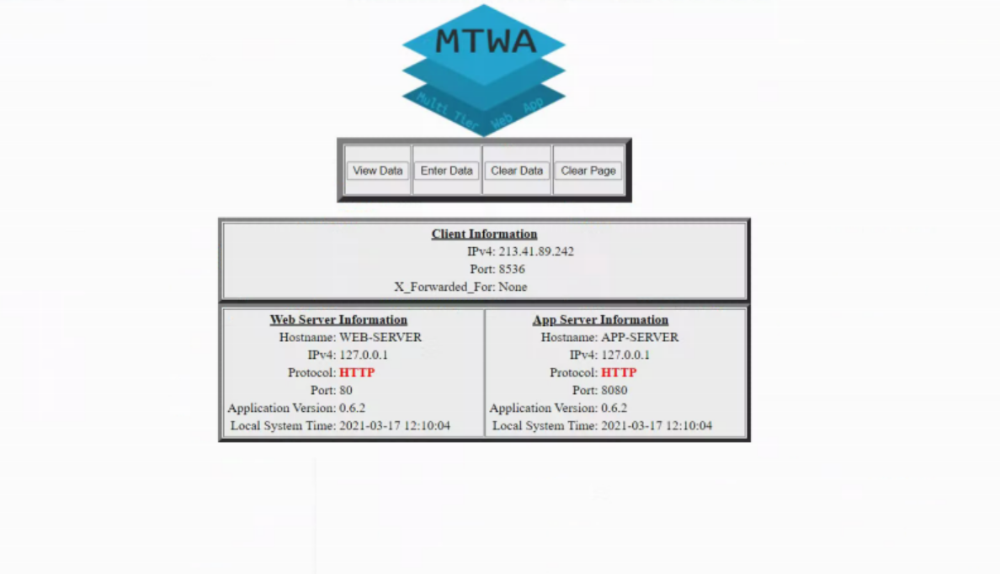 MTWA
Multi Tier Web App
View Data Enter Data Clear Data Clear Page
Client Information
IPv4: 213.41.89.242
Port: 8536
X_Forwarded_For: None
Web Server Information
Hostname: WEB-SERVER
IPv4: 127.0.0.1
Protocol: HTTP
Port: 80
Application Version: 0.6.2
Local System Time: 2021-03-17 12:10:04
App Server Information
Hostname: APP-SERVER
IPv4: 127.0.0.1
Protocol: HTTP
Port: 8080
Application Version: 0.6.2
Local System Time: 2021-03-17 12:10:04